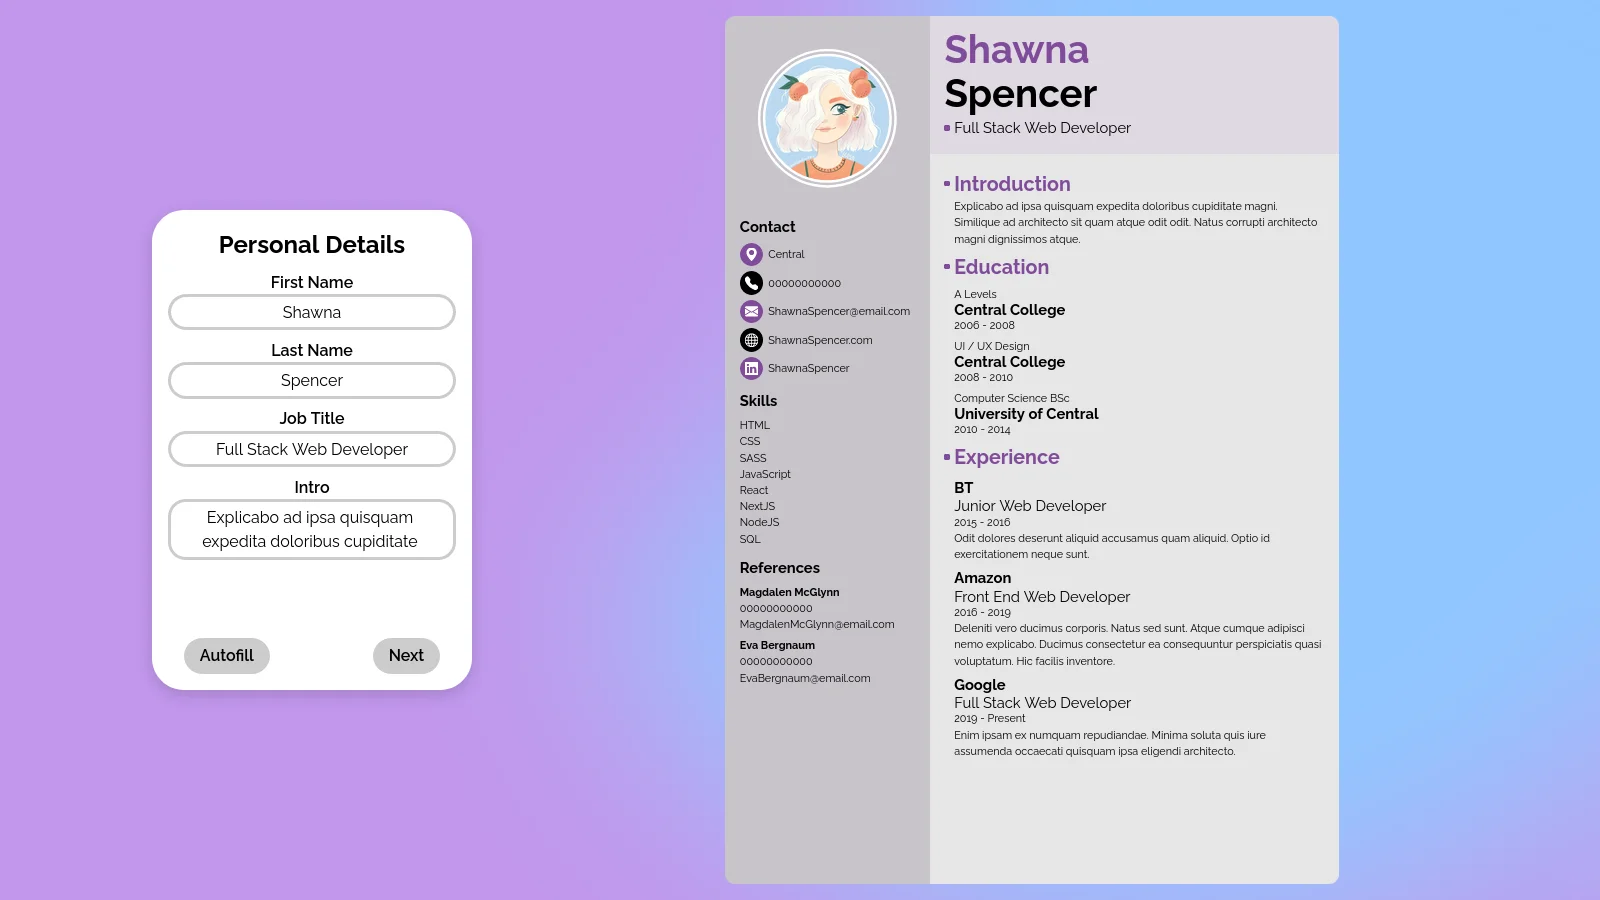 Personal Details
First Name
Shawna
Last Name
Spencer
Job Title
Full Stack Web Developer
Intro
Explicabo ad ipsa quisquam
expedita doloribus cupiditate
Autofill
Next
Shawna
Spencer
Full Stack Web Developer
Contact
Central
00000000000
ShawnaSpencer@email.com
ShawnaSpencer.com
in
ShawnaSpencer
Skills
HTML
CSS
SASS
JavaScript
React
NextJS
NodeJS
SQL
References
Magdalen McGlynn
00000000000
MagdalenMcGlynn@email.com
Eva Bergnaum
00000000000
EvaBergnaum@email.com
Introduction
Explicabo ad ipsa quisquam expedita doloribus cupiditate magni.
Similique ad architecto sit quam atque odit odit. Natus corrupti architecto
magni dignissimos atque.
Education
A Levels
Central College
2006 - 2008
UI / UX Design
Central College
2008 - 2010
Computer Science BSc
University of Central
2010 - 2014
Experience
BT
Junior Web Developer
2015 - 2016
Odit dolores deserunt aliquid accusamus quam aliquid. Optio id
exercitationem neque sunt.
Amazon
Front End Web Developer
2016 - 2019
Deleniti vero ducimus corporis. Natus sed sunt. Atque cumque adipisci
nemo explicabo. Ducimus consectetur ea consequuntur perspiciatis quasi
voluptatum. Hic facilis inventore.
Google
Full Stack Web Developer
2019 - Present
Enim ipsam ex numquam repudiandae. Minima soluta quis iure
assumenda occaecati quisquam ipsa eligendi architecto.